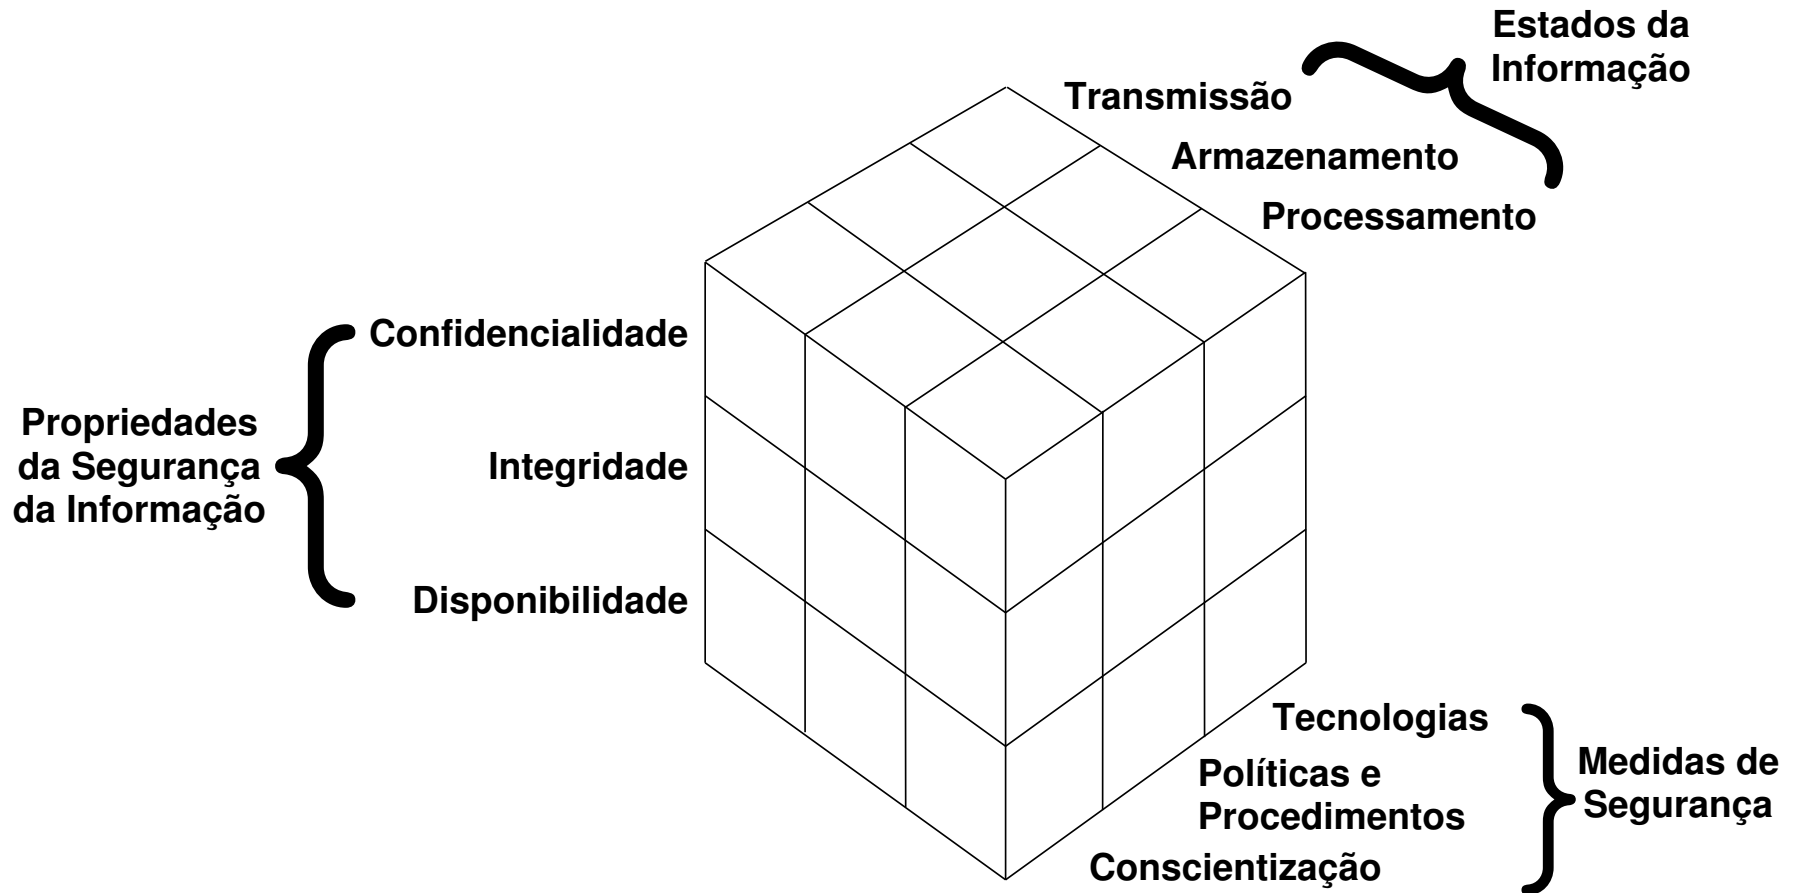 Estados da
Informação
Transmissão
Armazenamento
Processamento
Confidencialidade
Propriedades
da Segurança
da Informação
Integridade
Disponibilidade
Tecnologias
Políticas e
Procedimentos
Conscientização
Medidas de
Segurança